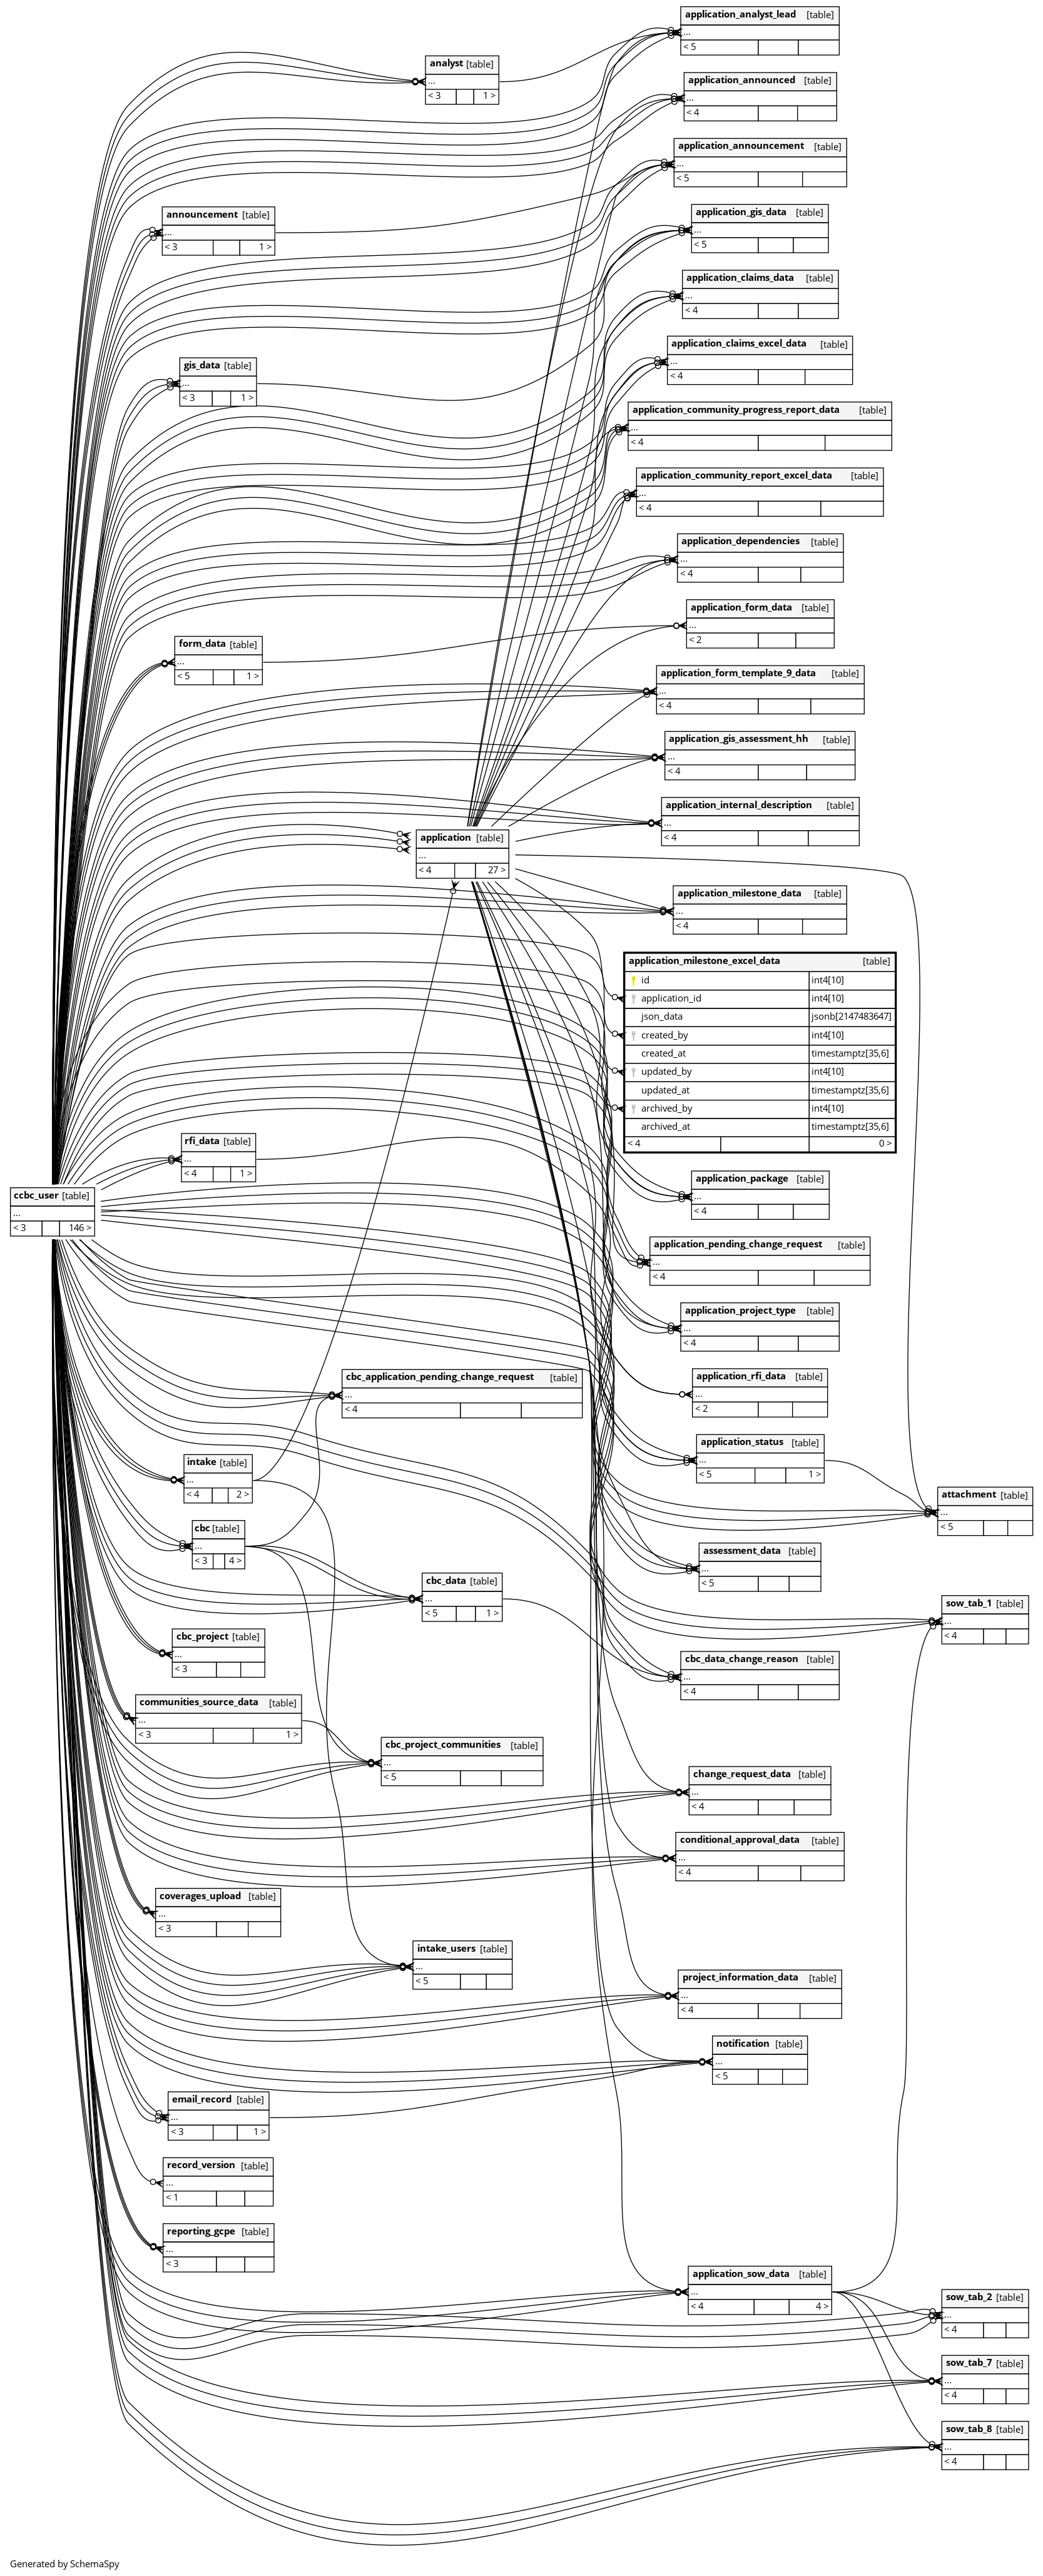 application_analyst_lead [table]
...
< 5
analyst [table]
...
< 3 1 >
application_announced [table]
...
< 4
application_announcement [table]
...
< 5
announcement [table]
...
< 3 1 >
application_gis_data [table]
...
< 5
application_claims_data [table]
...
< 4
application_claims_excel_data [table]
...
< 4
gis_data [table]
...
< 3 1 >
application_community_progress_report_data [table]
...
< 4
application_community_report_excel_data [table]
...
< 4
application_dependencies [table]
...
< 4
application_form_data [table]
...
< 2
form_data [table]
...
< 5 1 >
application_form_template_9_data [table]
...
< 4
application_gis_assessment_hh [table]
...
< 4
application_internal_description [table]
...
< 4
application [table]
...
< 4 27 >
application_milestone_data [table]
...
< 4
application_milestone_excel_data [table]
id int4[10]
application_id int4[10]
json_data jsonb[2147483647]
created_by int4[10]
created_at timestamptz[35,6]
updated_by int4[10]
updated_at timestamptz[35,6]
archived_by int4[10]
archived_at timestamptz[35,6]
< 4 0 >
rfi_data [table]
...
< 4 1 >
application_package [table]
...
< 4
ccbc_user [table]
...
< 3 146 >
application_pending_change_request [table]
...
< 4
application_project_type [table]
...
< 4
cbc_application_pending_change_request [table]
...
< 4
application_rfi_data [table]
...
< 2
application_status [table]
...
< 5 1 >
intake [table]
...
< 4 2 >
attachment [table]
...
< 5
cbc [table]
...
< 3 4 >
assessment_data [table]
...
< 5
cbc_data [table]
...
< 5 1 >
sow_tab_1 [table]
...
< 4
cbc_project [table]
...
< 3
cbc_data_change_reason [table]
...
< 4
communities_source_data [table]
...
< 3 1 >
cbc_project_communities [table]
...
< 5
change_request_data [table]
...
< 4
conditional_approval_data [table]
...
< 4
coverages_upload [table]
...
< 3
intake_users [table]
...
< 5
project_information_data [table]
...
< 4
notification [table]
...
< 5
email_record [table]
...
< 3 1 >
record_version [table]
...
< 1
reporting_gcpe [table]
...
< 3
application_sow_data [table]
...
< 4 4 >
sow_tab_2 [table]
...
< 4
sow_tab_7 [table]
...
< 4
sow_tab_8 [table]
...
< 4
Generated by SchemaSpy